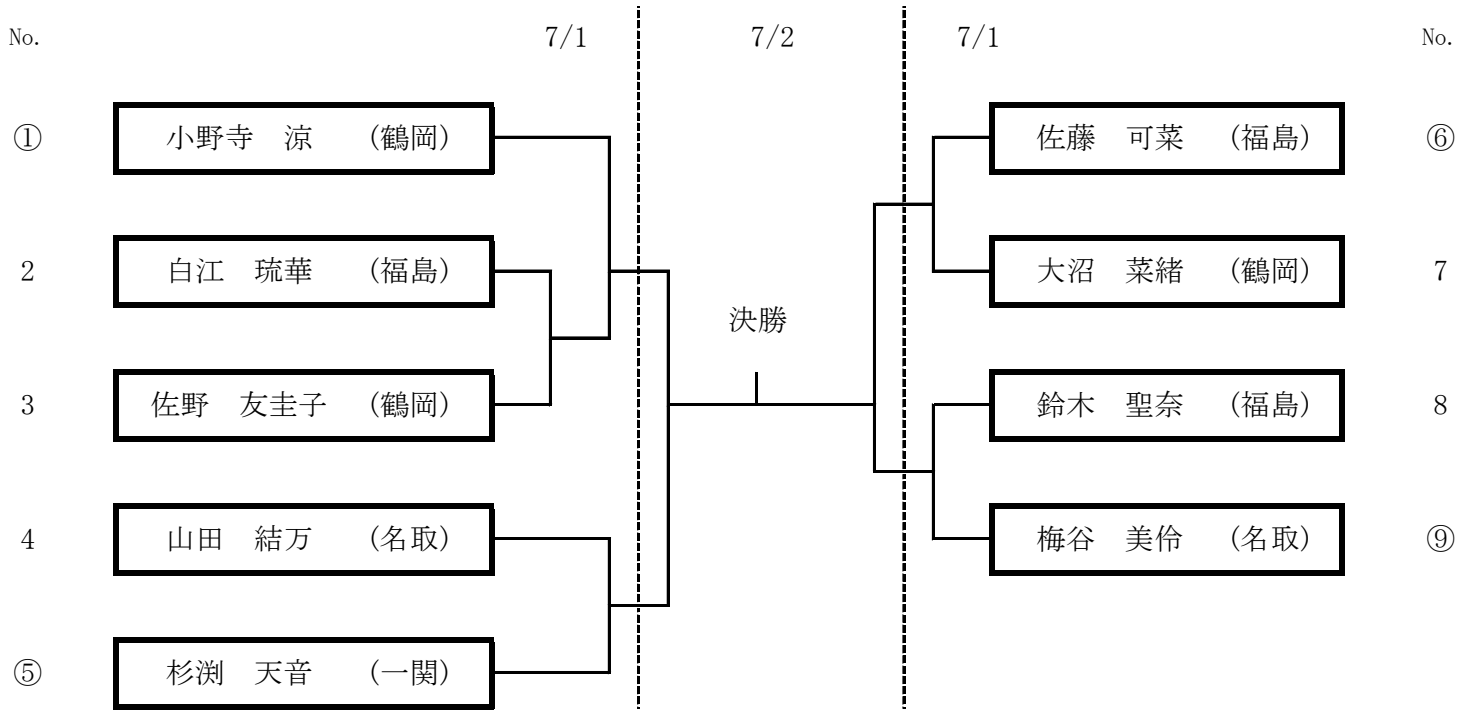 No. 7/1 7/2 7/1 No.
① 小野寺 涼 (鶴岡) 佐藤 可菜 (福島) ⑥
2 白江 琉華 (福島) 大沼 菜緒 (鶴岡) 7
決勝
3 佐野 友圭子 (鶴岡) 鈴木 聖奈 (福島) 8
4 山田 結万 (名取) 梅谷 美伶 (名取) ⑨
⑤ 杉渕 天音 (一関)